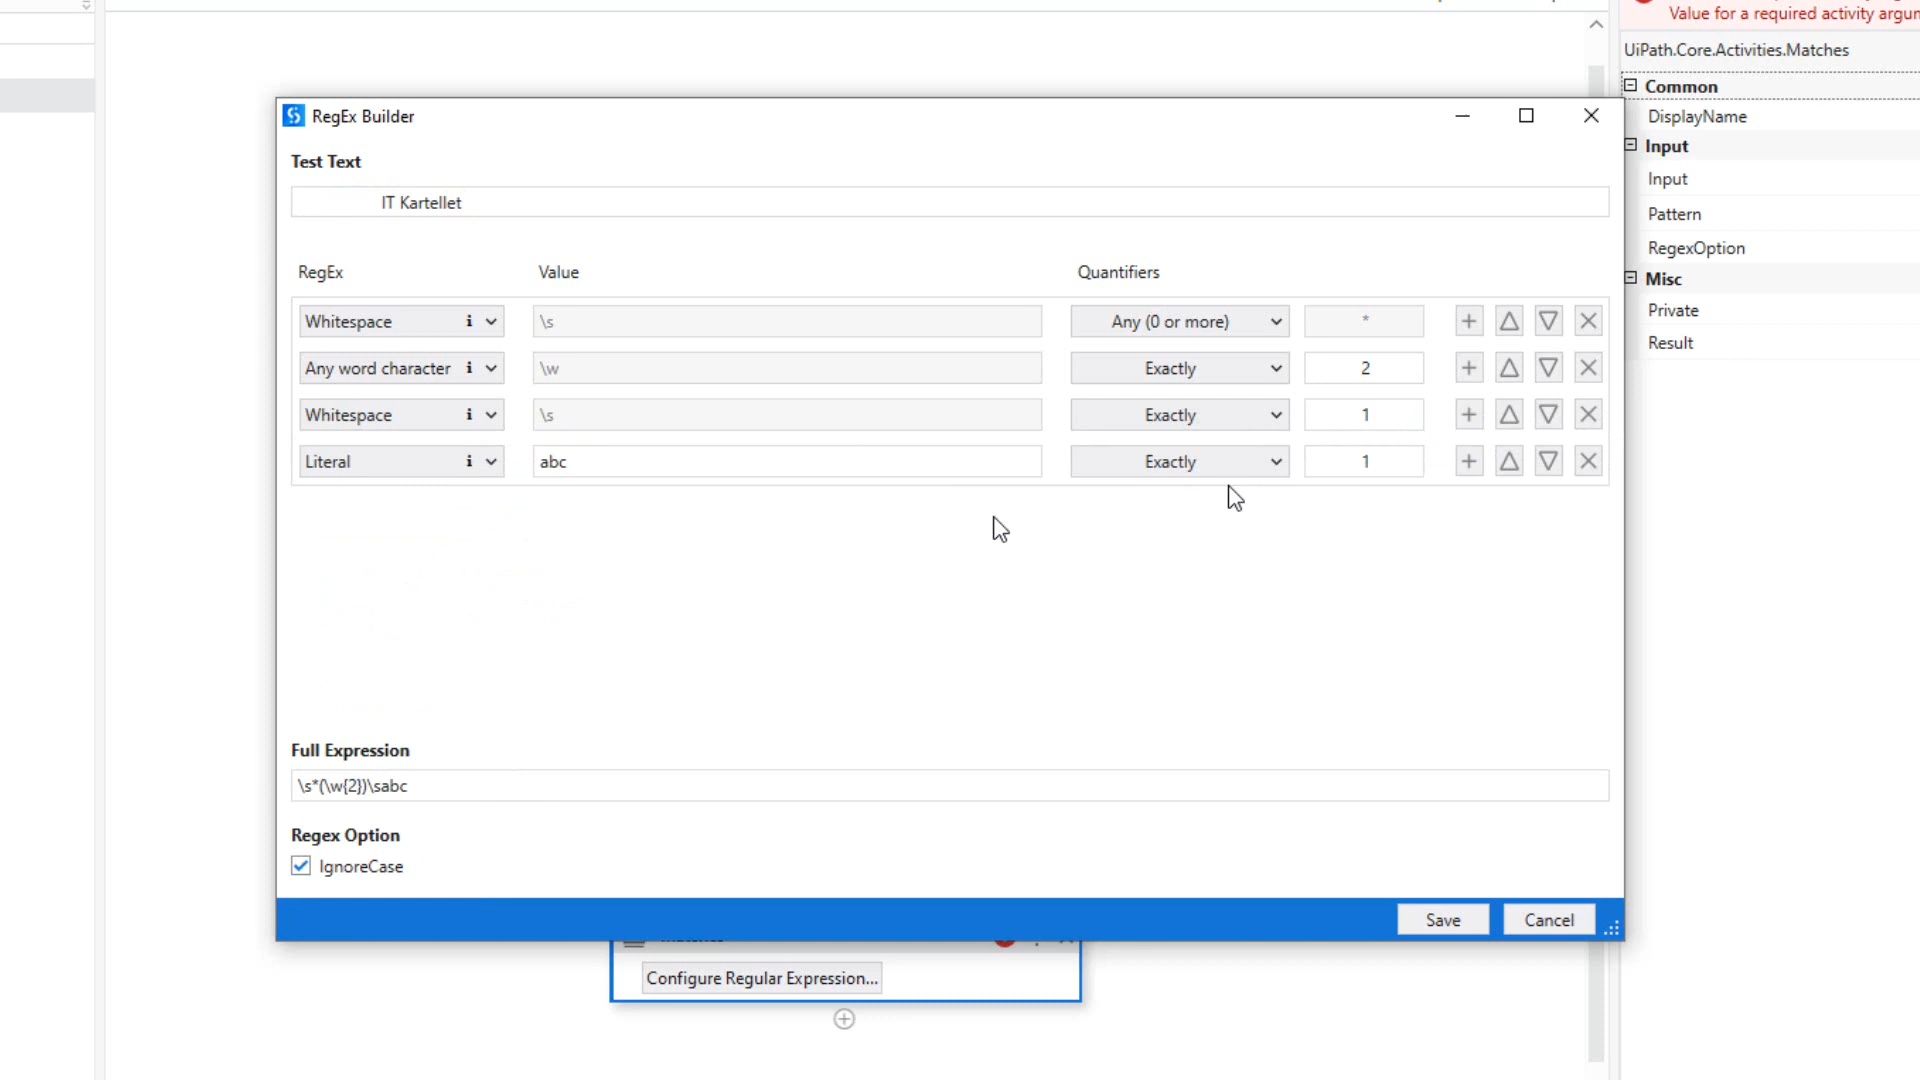 Value for a required activity argun
UiPath.Core.Activities.Matches
Common
DisplayName
Input
Input
Pattern
RegexOption
Misc
Private
Result
RegEx Builder
Test Text
IT Kartellet
RegEx Value Quantifiers
Whitespace i \s Any (0 or more) *
Any word character i \w Exactly 2
Whitespace i \s Exactly 1
Literal i abc Exactly 1
Full Expression
\s*(\w{2})\sabc
Regex Option
IgnoreCase
Save Cancel
Configure Regular Expression...